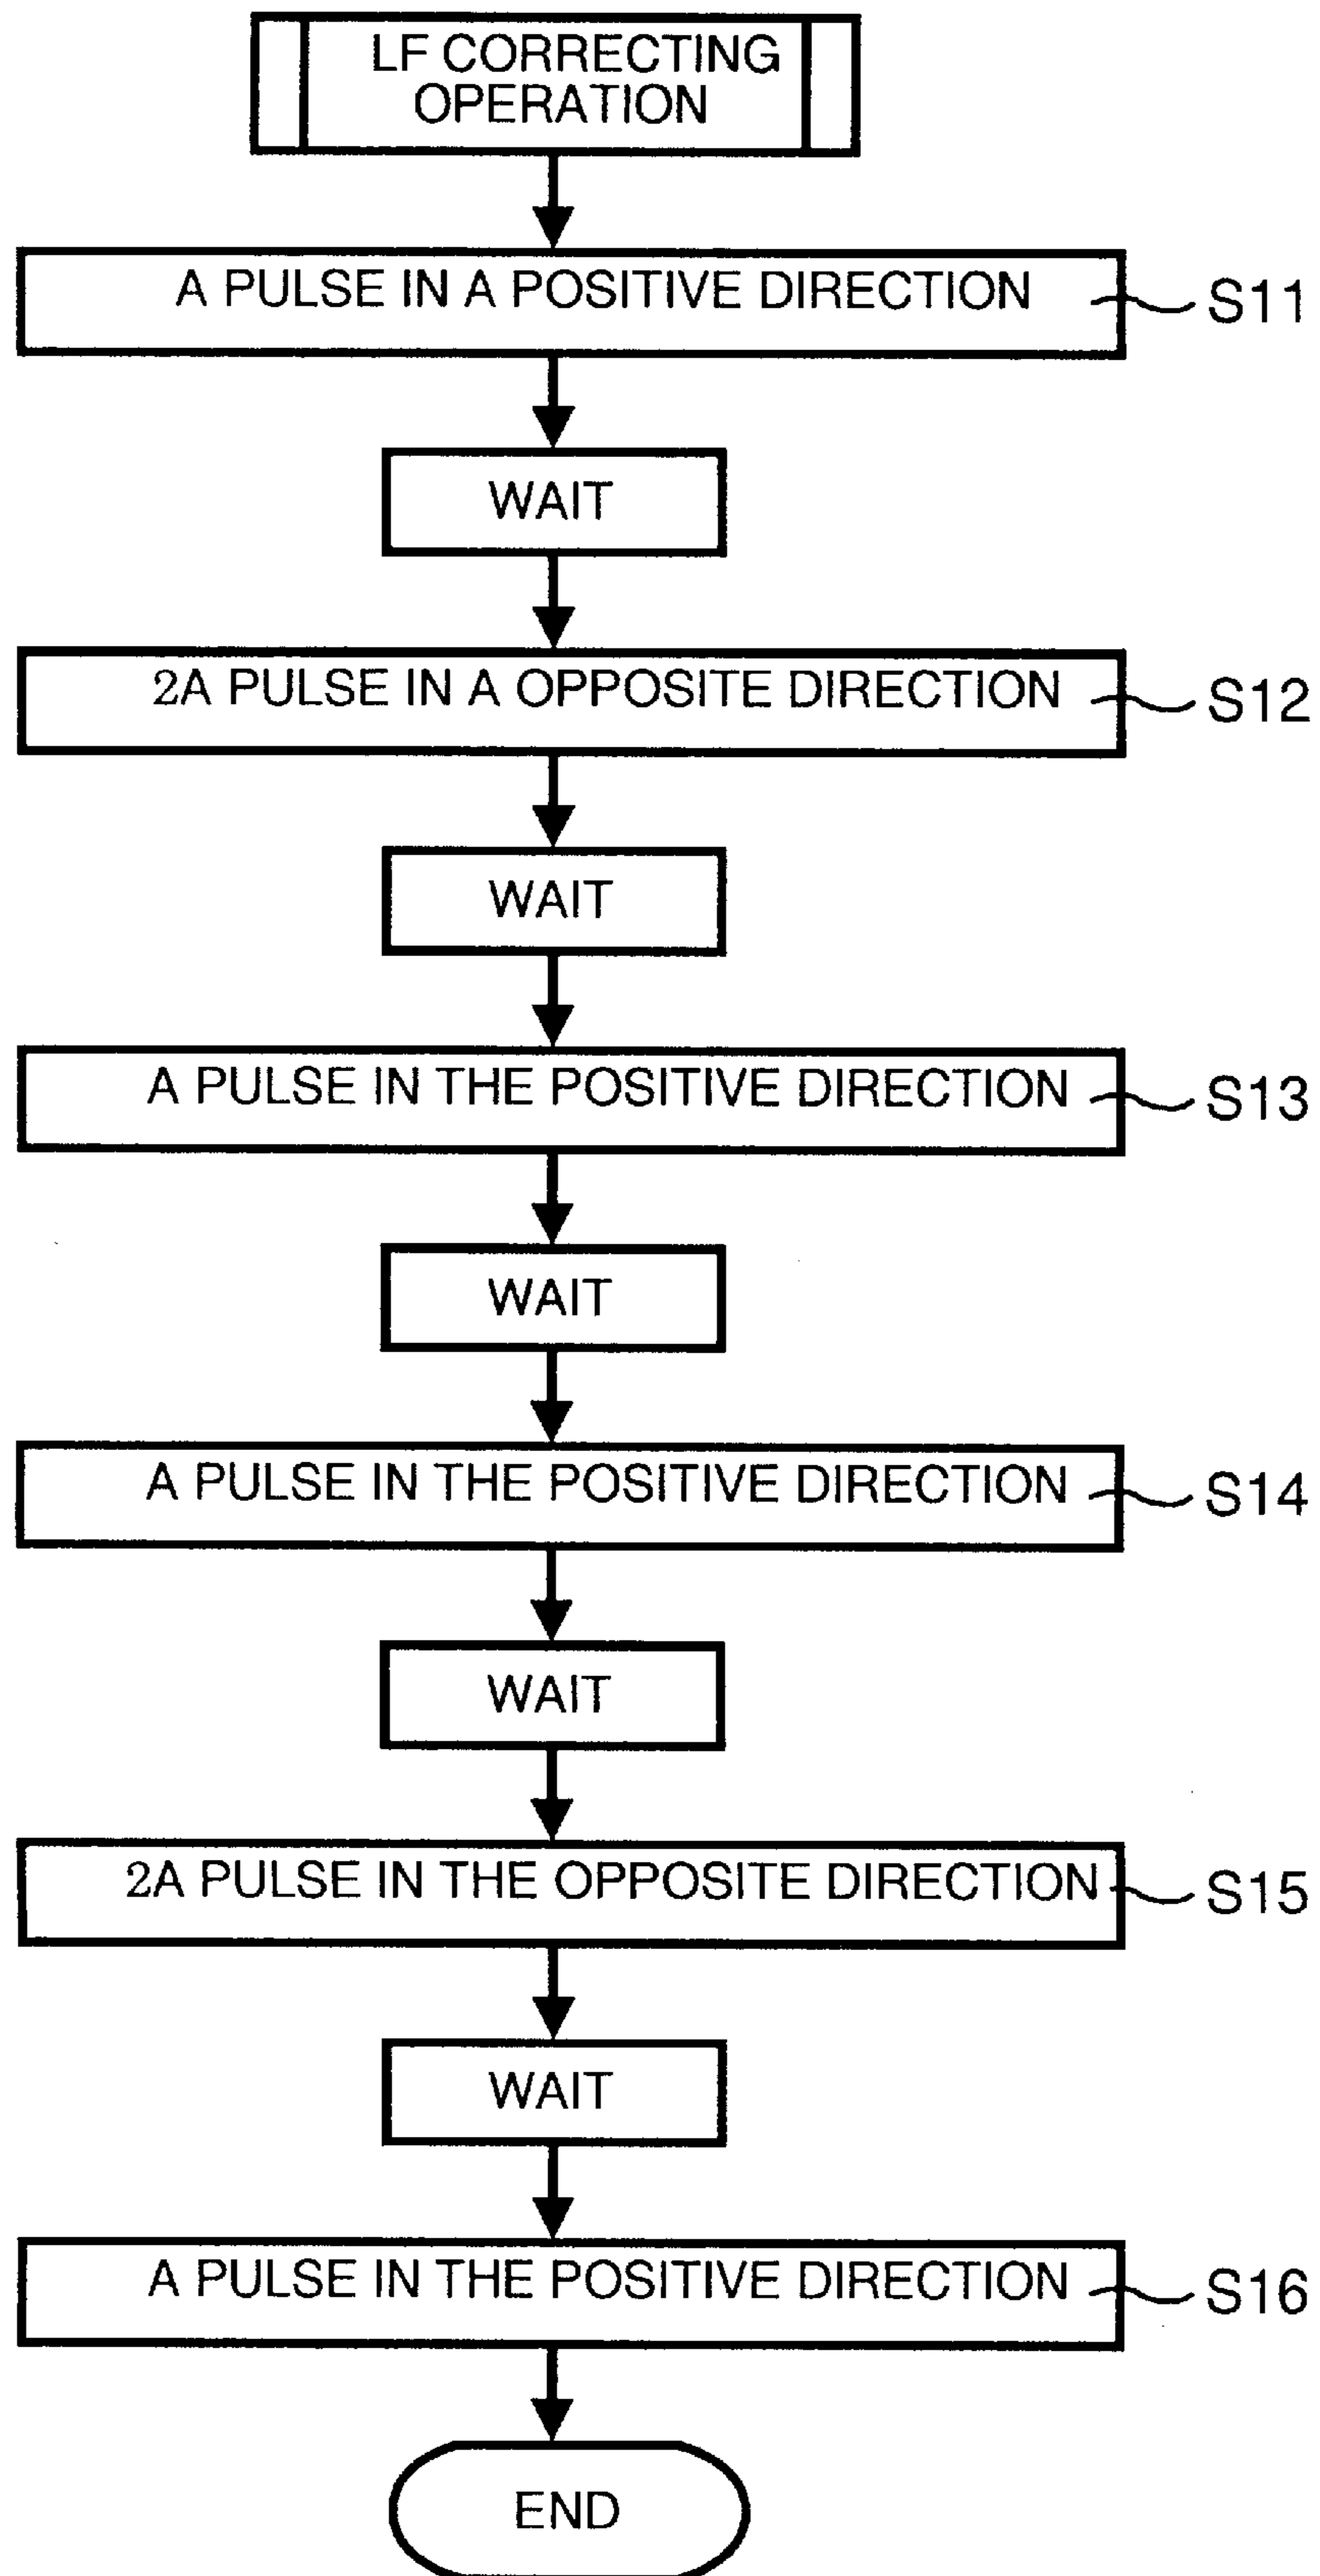 LF CORRECTING
OPERATION
A PULSE IN A POSITIVE DIRECTION
S11
WAIT
2A PULSE IN A OPPOSITE DIRECTION
S12
WAIT
A PULSE IN THE POSITIVE DIRECTION
S13
WAIT
A PULSE IN THE POSITIVE DIRECTION
S14
WAIT
2A PULSE IN THE OPPOSITE DIRECTION
S15
WAIT
A PULSE IN THE POSITIVE DIRECTION
S16
END